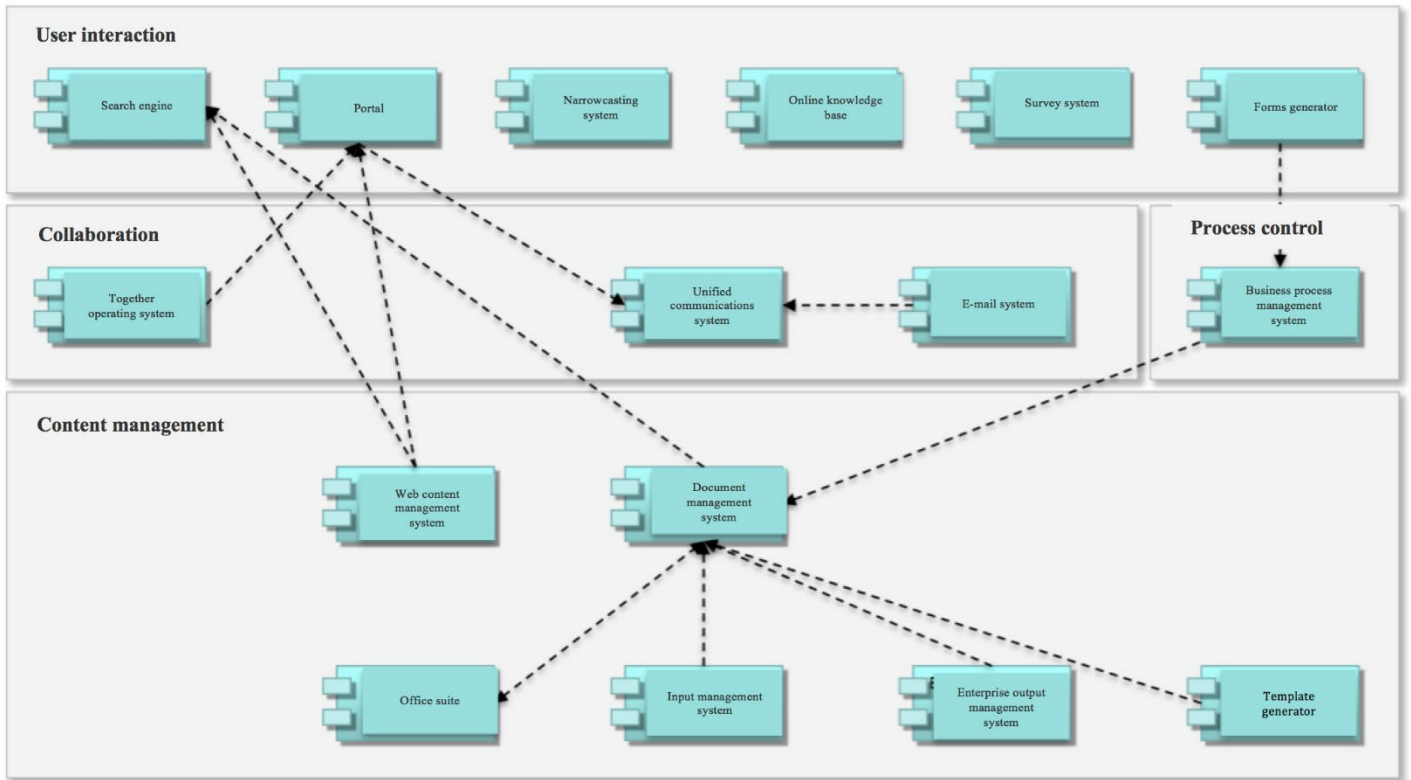 User interaction
Search engine
Portal
Narrowcasting
system
Online knowledge
base
Survey system
Forms generator
Collaboration
Process control
Together
operating system
Unified
communications
system
E-mail system
Business process
management
system
Content management
Web content
management
system
Document
management
system
Office suite
Input management
system
Enterprise output
management
system
Template
generator